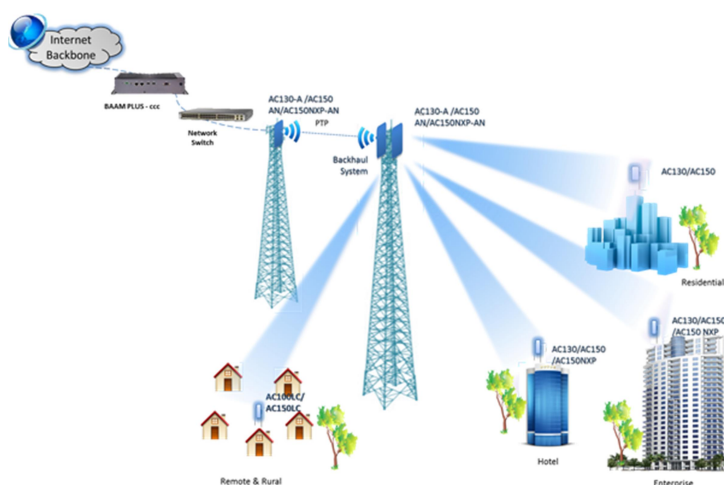 Internet
Backbone
BAAM PLUS - ccc
Network
Switch
AC130-A /AC150
AN/AC150NXP-AN
PTP
Backhaul
System
AC130-A /AC150
AN/AC150NXP-AN
AC130/AC150
Residential
AC130/AC150
/AC150 NXP
AC130/AC150
/AC150NXP
AC100LC/
AC150LC
Hotel
Remote & Rural
Enterprise